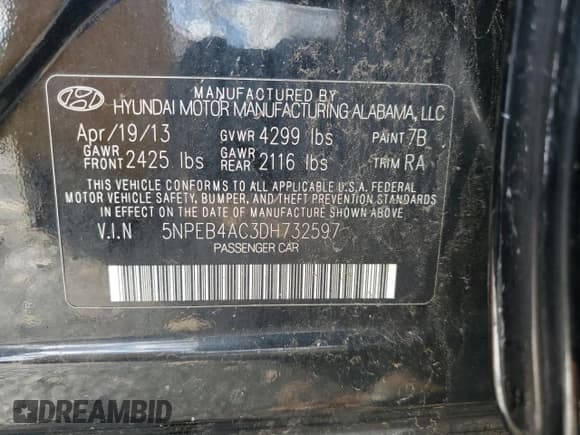 MANUFACTURED BY
HYUNDAI MOTOR MANUFACTURING ALABAMA, LLC
Apr/19/13 GVWR 4299 lbs PAINT 7B
GAWR FRONT 2425 lbs GAWR REAR 2116 lbs TRIM RA
THIS VEHICLE CONFORMS TO ALL APPLICABLE U.S.A. FEDERAL
MOTOR VEHICLE SAFETY, BUMPER, AND THEFT PREVENTION STANDARDS
IN EFFECT ON THE DATE OF MANUFACTURE SHOWN ABOVE.
V.I.N 5NPEB4AC3DH732597
PASSENGER CAR
DREAMBID